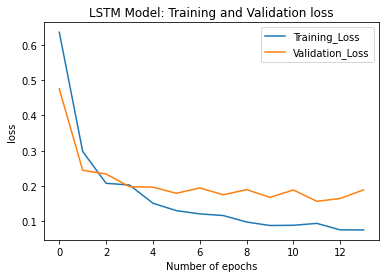 LSTM Model: Training and Validation loss
Training_Loss
Validation_Loss
loss
0.6
0.5
0.4
0.3
0.2
0.1
0 2 4 6 8 10 12
Number of epochs